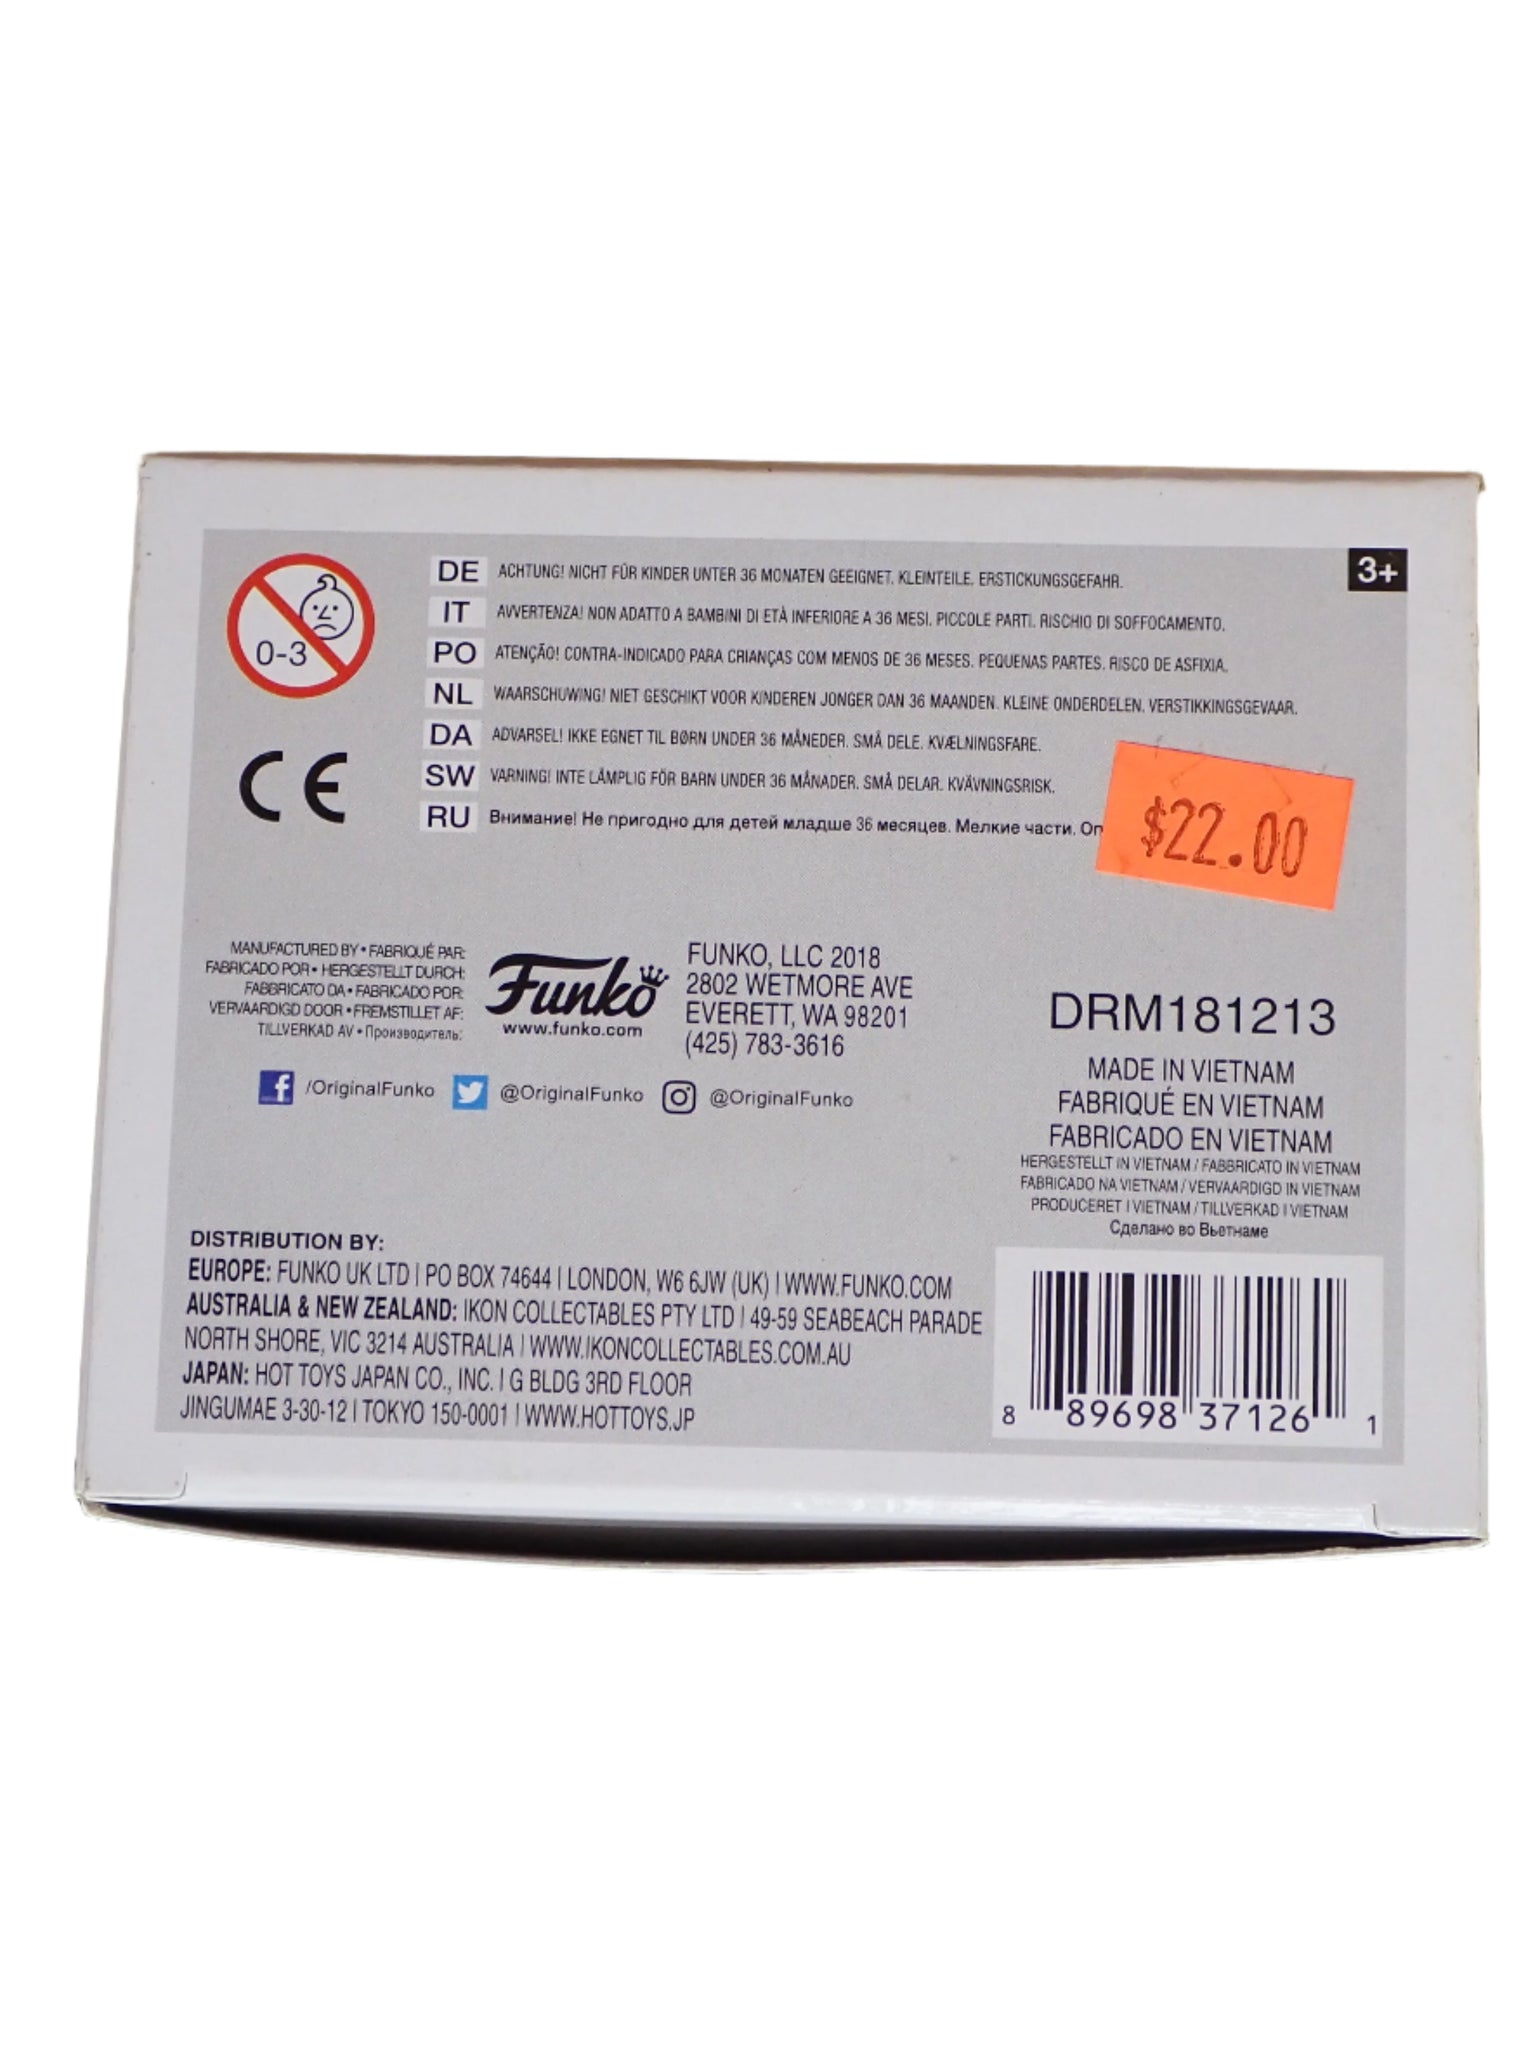 0-3
DE ACHTUNG! NICHT FÜR KINDER UNTER 36 MONATEN GEEIGNET. KLEINTEILE. ERSTICKUNGSGEFAHR.
3+
IT AVVERTENZA! NON ADATTO A BAMBINI DI ETÀ INFERIORE A 36 MESI. PICCOLE PARTI. RISCHIO DI SOFFOCAMENTO.
PO ATENÇÃO! CONTRA-INDICADO PARA CRIANÇAS COM MENOS DE 36 MESES. PEQUENAS PARTES. RISCO DE ASFIXIA.
NL WAARSCHUWING! NIET GESCHIKT VOOR KINDEREN JONGER DAN 36 MAANDEN. KLEINE ONDERDELEN. VERSTIKKINGSGEVAAR.
DA ADVARSEL! IKKE EGNET TIL BØRN UNDER 36 MÅNEDER. SMÅ DELE. KVÆLNINGSFARE.
SW VARNING! INTE LÄMPLIG FÖR BARN UNDER 36 MÅNADER. SMÅ DELAR. KVÄVNINGSRISK.
RU Внимание! Не пригодно для детей младше 36 месяцев. Мелкие части.
CE
$22.00
MANUFACTURED BY • FABRIQUÉ PAR:
FABRICADO POR • HERGESTELLT DURCH:
FABBRICATO DA • FABRICADO POR:
VERVAARDIGD DOOR • FREMSTILLET AF:
TILLVERKAD AV • Производитель:
Funko
www.funko.com
FUNKO, LLC 2018
2802 WETMORE AVE
EVERETT, WA 98201
(425) 783-3616
/OriginalFunko @OriginalFunko @OriginalFunko
DRM181213
MADE IN VIETNAM
FABRIQUÉ EN VIETNAM
FABRICADO EN VIETNAM
HERGESTELLT IN VIETNAM / FABBRICATO IN VIETNAM
FABRICADO NA VIETNAM / VERVAARDIGD IN VIETNAM
PRODUCERET I VIETNAM / TILLVERKAD I VIETNAM
Сделано во Вьетнаме
DISTRIBUTION BY:
EUROPE: FUNKO UK LTD | PO BOX 74644 | LONDON, W6 6JW (UK) | WWW.FUNKO.COM
AUSTRALIA & NEW ZEALAND: IKON COLLECTABLES PTY LTD | 49-59 SEABEACH PARADE
NORTH SHORE, VIC 3214 AUSTRALIA | WWW.IKONCOLLECTABLES.COM.AU
JAPAN: HOT TOYS JAPAN CO., INC. | G BLDG 3RD FLOOR
JINGUMAE 3-30-12 | TOKYO 150-0001 | WWW.HOTTOYS.JP
8 89698 37126 1